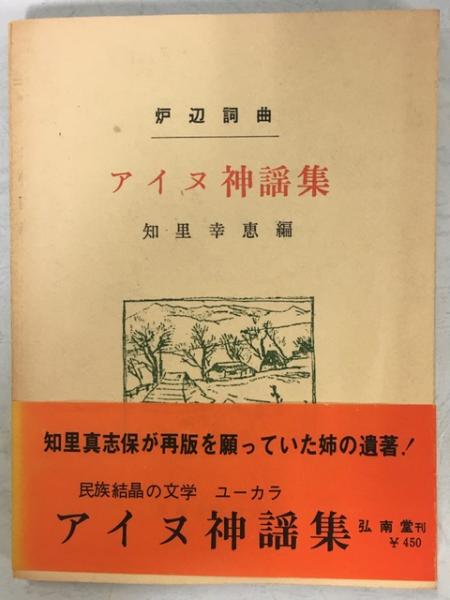 炉辺詞曲
アイヌ神謡集
知里幸恵編
知里真志保が再版を願っていた姉の遺著!
民族結晶の文学 ユーカラ
アイヌ神謡集 弘南堂刊
¥450